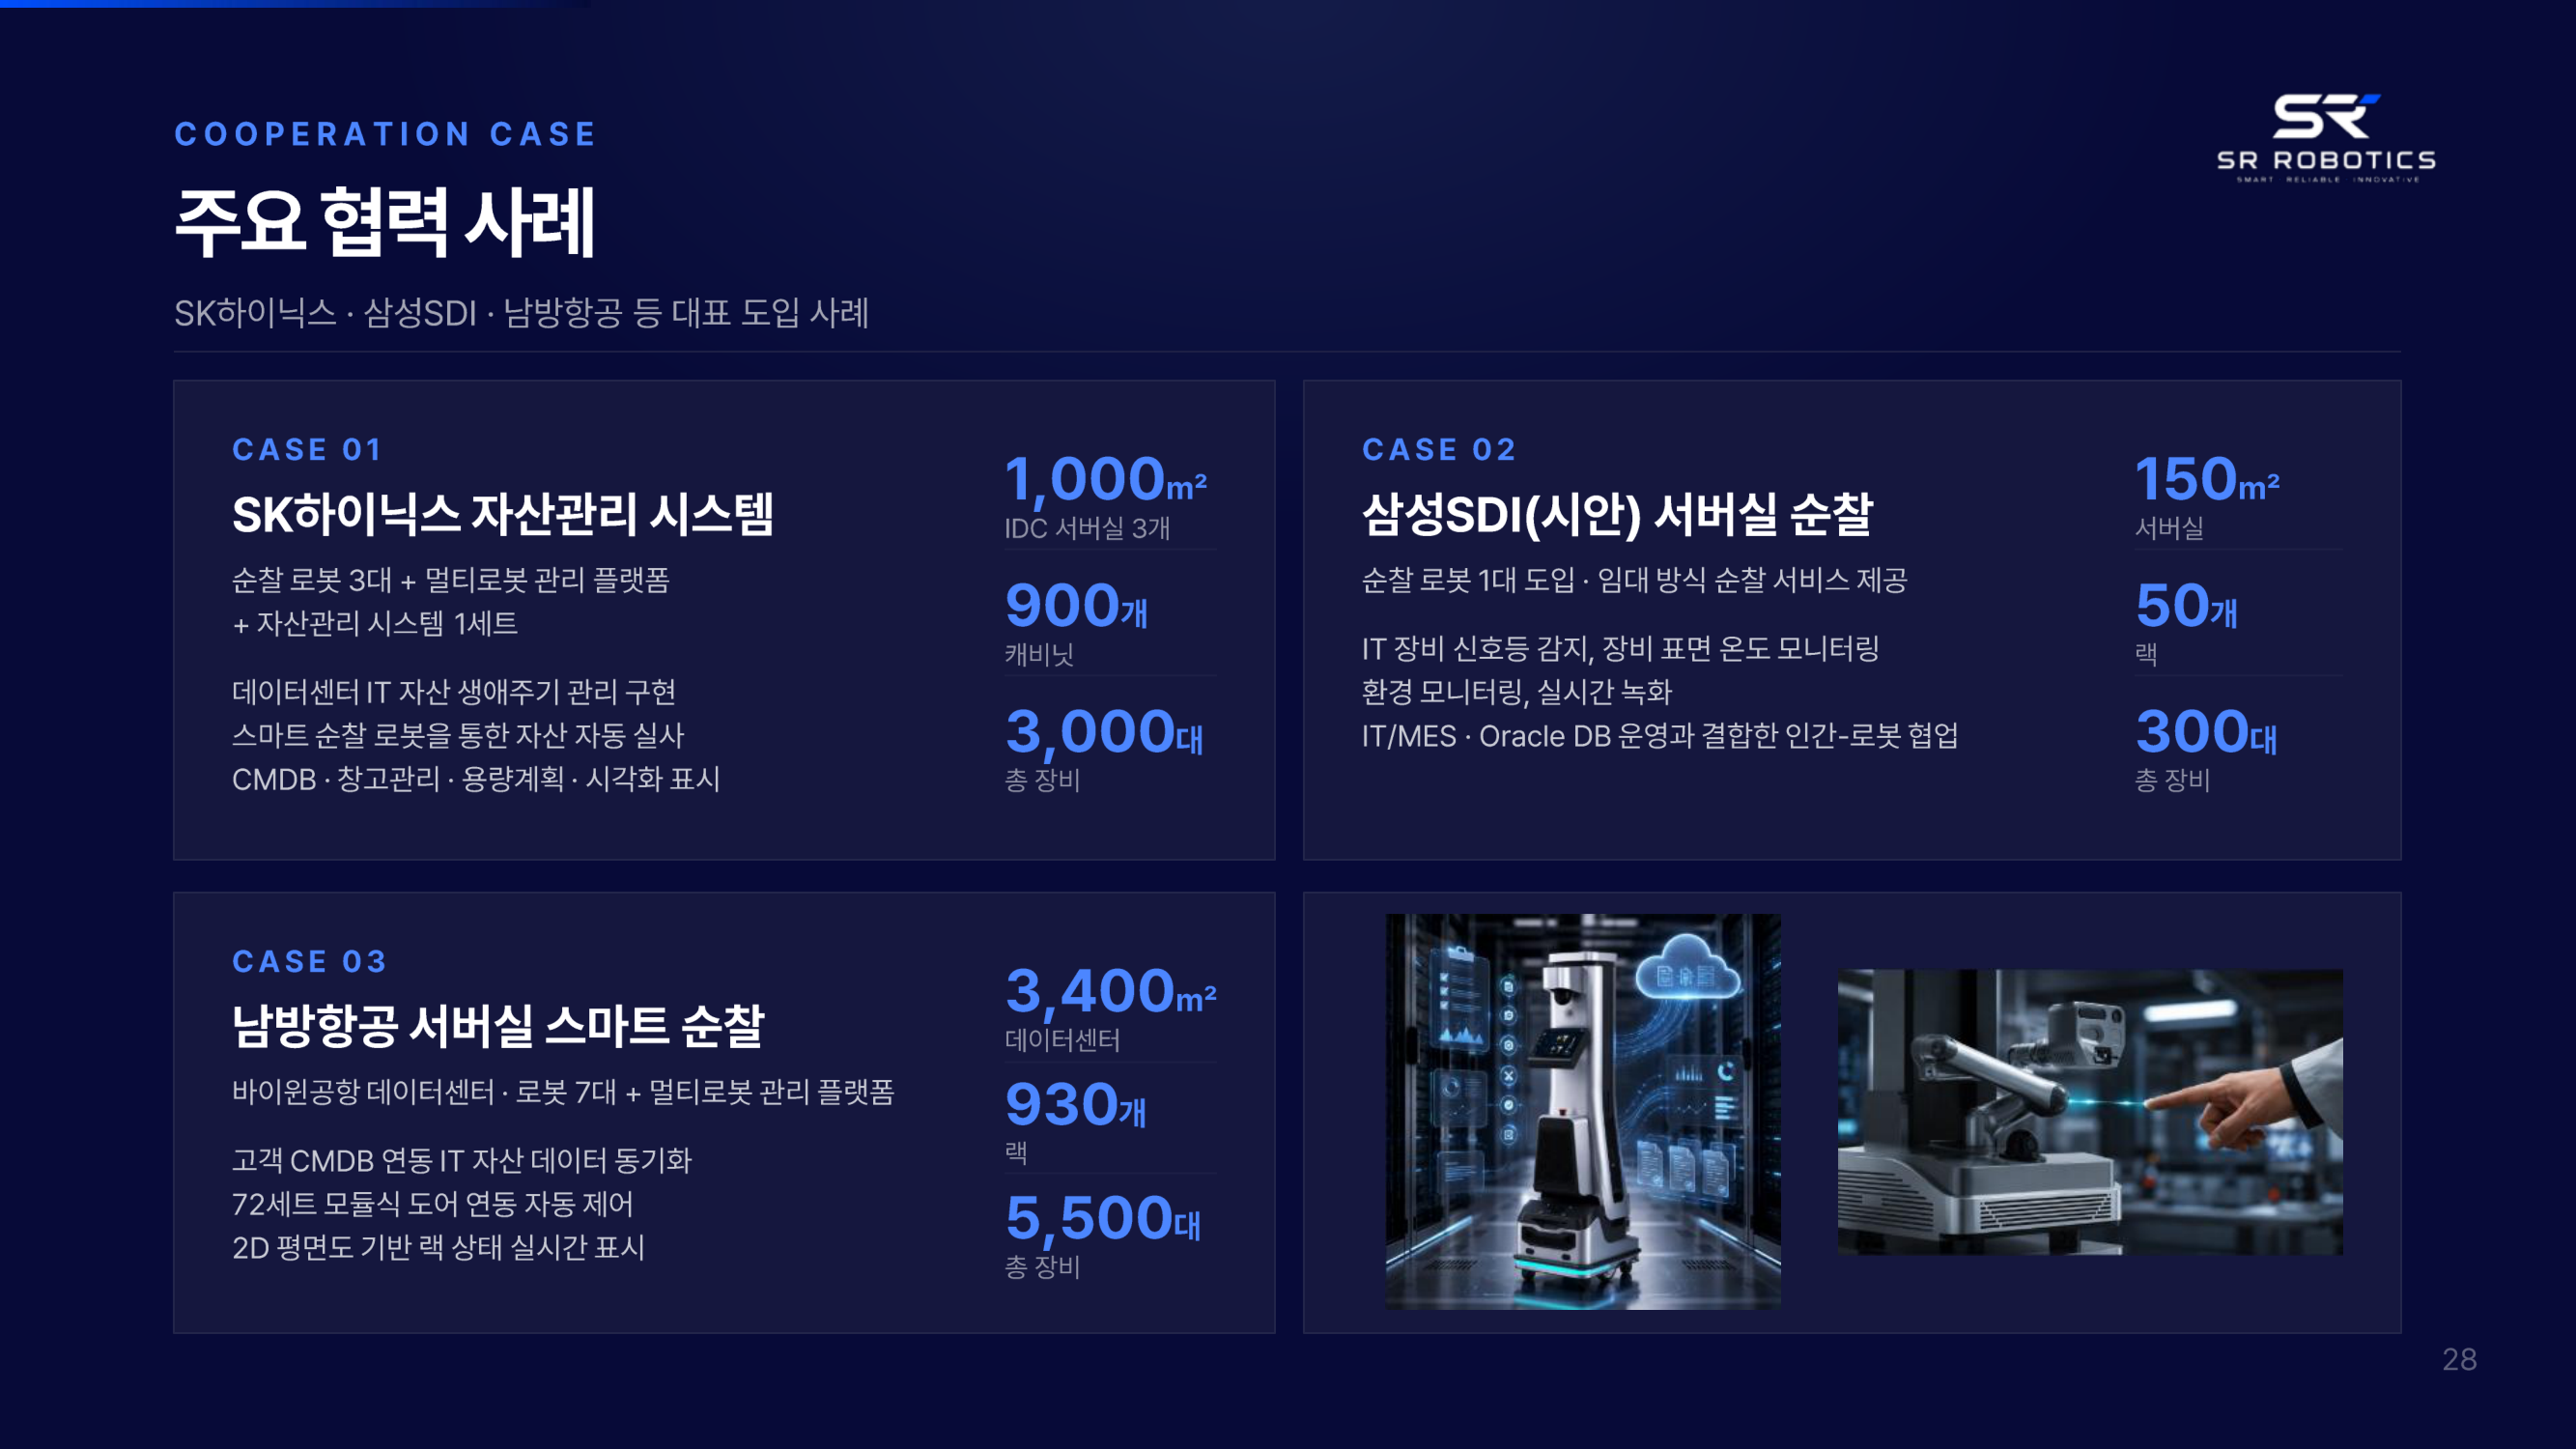 COOPERATION CASE
주요 협력 사례
SK하이닉스 · 삼성SDI · 남방항공 등 대표 도입 사례
SR
SR ROBOTICS
SMART RELIABLE INNOVATIVE
CASE 01
SK하이닉스 자산관리 시스템
순찰 로봇 3대 + 멀티로봇 관리 플랫폼
+ 자산관리 시스템 1세트
데이터센터 IT 자산 생애주기 관리 구현
스마트 순찰 로봇을 통한 자산 자동 실사
CMDB · 창고관리 · 용량계획 · 시각화 표시
1,000m²
IDC 서버실 3개
900개
캐비닛
3,000대
총 장비
CASE 02
삼성SDI(시안) 서버실 순찰
순찰 로봇 1대 도입 · 임대 방식 순찰 서비스 제공
IT 장비 신호등 감지, 장비 표면 온도 모니터링
환경 모니터링, 실시간 녹화
IT/MES · Oracle DB 운영과 결합한 인간-로봇 협업
150m²
서버실
50개
랙
300대
총 장비
CASE 03
남방항공 서버실 스마트 순찰
바이윈공항 데이터센터 · 로봇 7대 + 멀티로봇 관리 플랫폼
고객 CMDB 연동 IT 자산 데이터 동기화
72세트 모듈식 도어 연동 자동 제어
2D 평면도 기반 랙 상태 실시간 표시
3,400m²
데이터센터
930개
랙
5,500대
총 장비
28